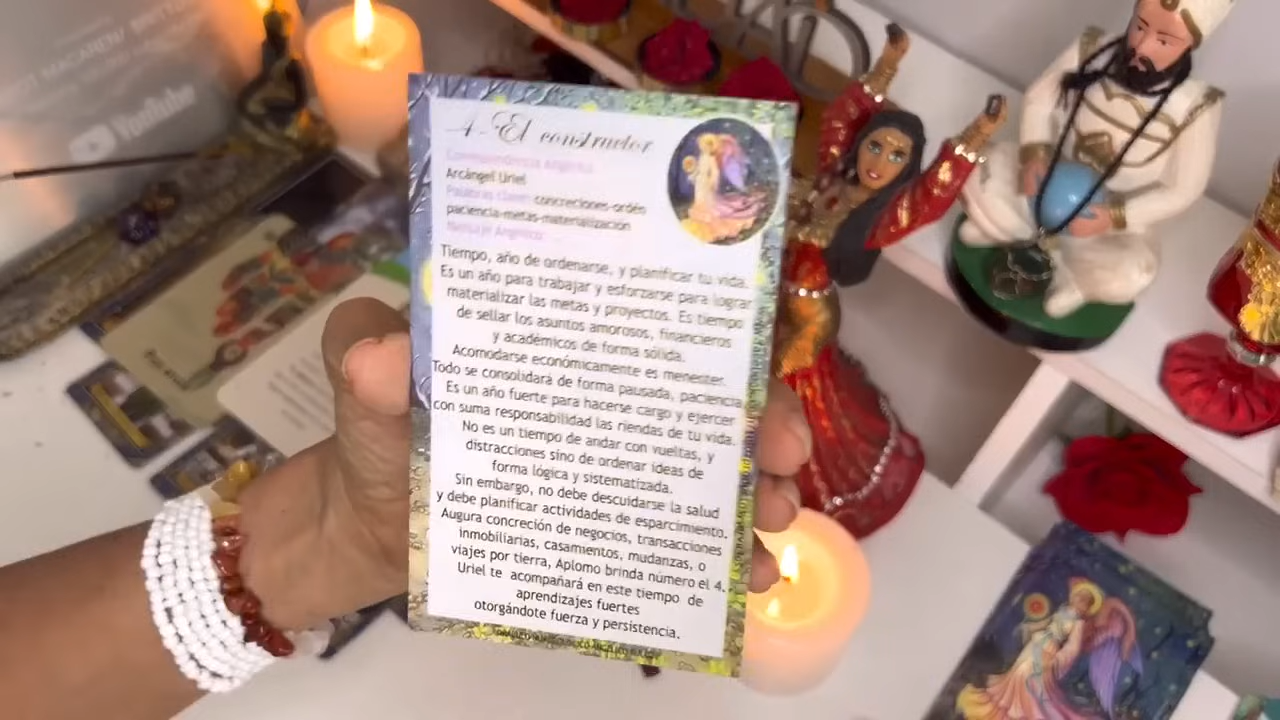 4- El constructor
Correspondencia Angélica
Arcángel Uriel
Palabras clave: concreciones-orden
paciencia-metas-materialización
Mensaje Angélico:
Tiempo, año de ordenarse, y planificar tu vida.
Es un año para trabajar y esforzarse para lograr
materializar las metas y proyectos. Es tiempo
de sellar los asuntos amorosos, financieros
y académicos de forma sólida.
Acomodarse económicamente es menenter.
Todo se consolidará de forma pausada, paciencia
Es un año fuerte para hacerse cargo y ejercer
con suma responsabilidad las riendas de tu vida.
No es un tiempo de andar con vueltas, y
distracciones sino de ordenar ideas de
forma lógica y sistematizada.
Sin embargo, no debe descuidarse la salud
y debe planificar actividades de esparcimiento.
Augura concreción de negocios, transacciones
inmobiliarias, casamientos, mudanzas, o
viajes por tierra, Aplomo brinda número el 4.
Uriel te acompañará en este tiempo de
aprendizajes fuertes
otorgándote fuerza y persistencia.
YouTube